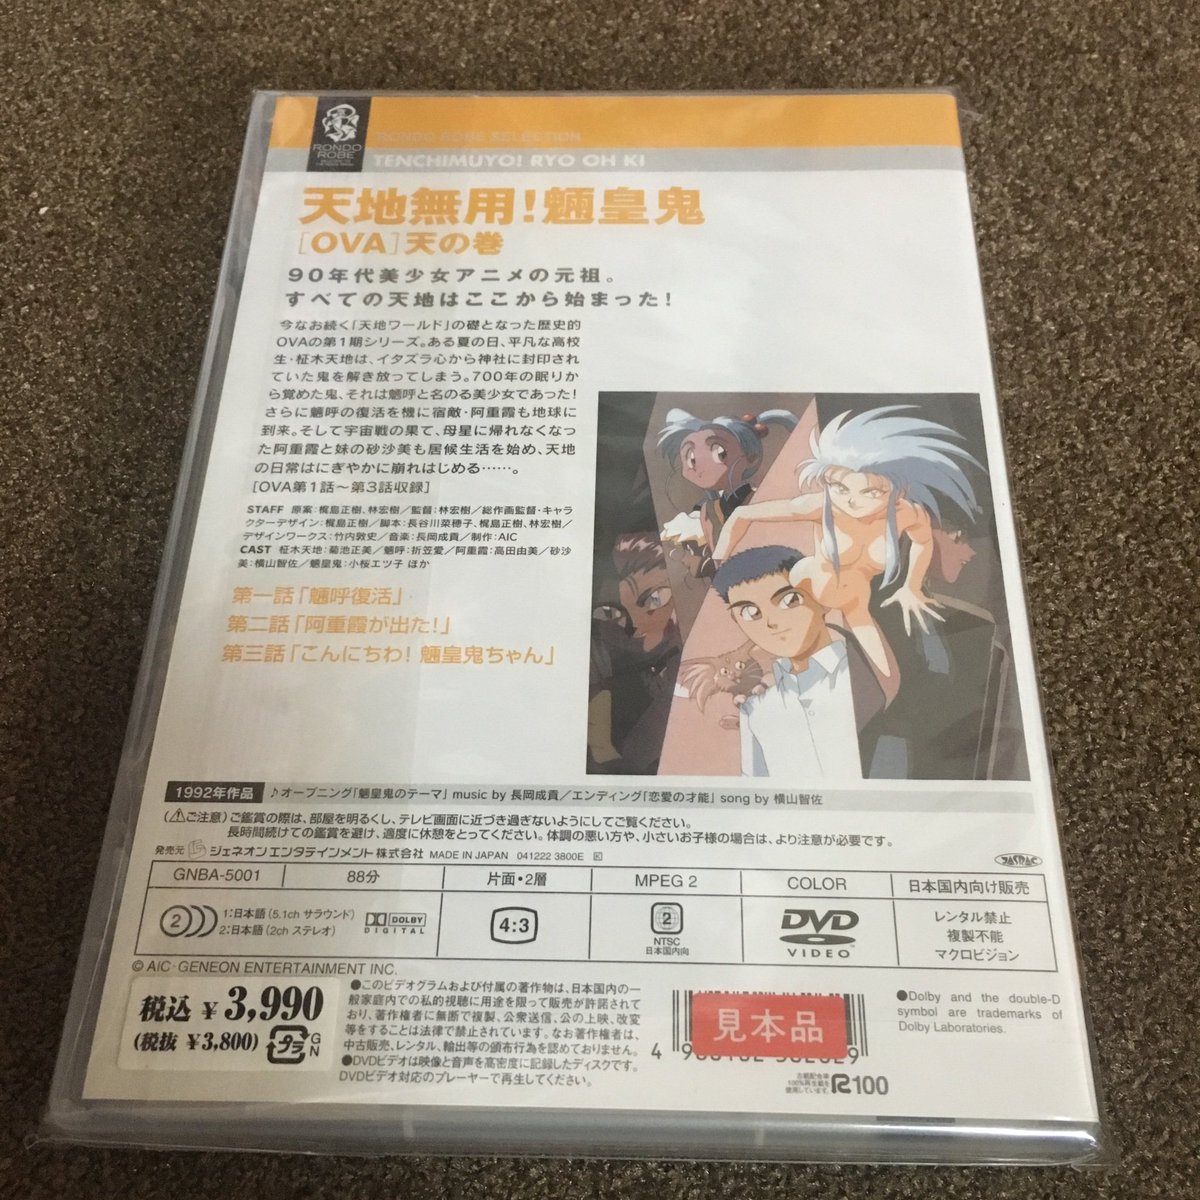 RONDO ROBE
RONDO ROBE SELECTION
TENCHIMUYO! RYO OH KI
天地無用!魎皇鬼
[OVA]天の巻
90年代美少女アニメの元祖。
すべての天地はここから始まった!
今なお続く「天地ワールド」の礎となった歴史的
OVAの第1期シリーズ。ある夏の日、平凡な高校
生・柾木天地は、イタズラ心から神社に封印され
ていた鬼を解き放ってしまう。700年の眠りか
ら覚めた鬼、それは魎呼と名のる美少女であった!
さらに魎呼の復活を機に宿敵・阿重霞も地球に
到来。そして宇宙戦の果て、母星に帰れなくなっ
た阿重霞と妹の砂沙美も居候生活を始め、天地
の日常はにぎやかに崩れはじめる……。
[OVA第1話〜第3話収録]
STAFF 原案:梶島正樹、林宏樹/監督:林宏樹/総作画監督・キャラ
クターデザイン:梶島正樹/脚本:長谷川菜穂子、梶島正樹、林宏樹/
デザインワークス:竹内敦史/音楽:長岡成貢/制作:AIC
CAST 柾木天地:菊池正美/魎呼:折笠愛/阿重霞:高田由美/砂沙
美:横山智佐/魎皇鬼:小桜エツ子 ほか
第一話「魎呼復活」
第二話「阿重霞が出た!」
第三話「こんにちわ! 魎皇鬼ちゃん」
1992年作品 ♪オープニング「魎皇鬼のテーマ」 music by 長岡成貢/エンディング「恋愛の才能」 song by 横山智佐
(⚠ご注意)ご鑑賞の際は、部屋を明るくし、テレビ画面に近づき過ぎないようにしてご覧ください。
長時間続けての鑑賞を避け、適度に休憩をとってください。体調の悪い方や、小さいお子様の場合は、より注意が必要です。
発売元 ジェネオン エンタテインメント株式会社 MADE IN JAPAN 041222 3800E K
JASRAC
GNBA-5001 88分 片面・2層 MPEG 2 COLOR 日本国内向け販売
2 1:日本語(5.1ch サラウンド)
2:日本語(2ch ステレオ)
DOLBY DIGITAL
4:3
2 NTSC 日本国内向
DVD VIDEO
レンタル禁止
複製不能
マクロビジョン
© AIC・GENEON ENTERTAINMENT INC.
税込 ¥3,990
(税抜 ¥3,800)
プラ
GN
●このビデオグラムおよび付属の著作物は、日本国内の一
般家庭内での私的視聴に用途を限って販売が許諾されて
おり、著作権者に無断で複製、公衆送信、公の上映、改変
等をすることは法律で禁止されています。なお著作権者は、
中古販売、レンタル、輸出等の頒布行為を認めておりません。
●DVDビデオは映像と音声を高密度に記録したディスクです。
DVDビデオ対応のプレーヤーで再生してください。
見本品
●Dolby and the double-D
symbol are trademarks of
Dolby Laboratories.
古紙配合率
100%再生紙を
使用しています。
R100